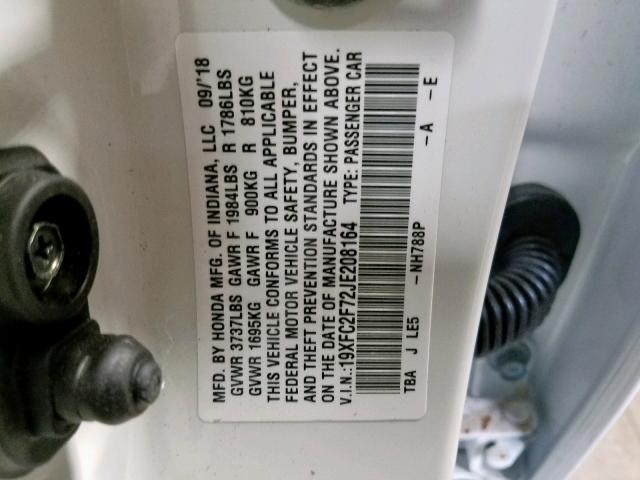 MFD. BY HONDA MFG. OF INDIANA, LLC 09/'18
GVWR 3737LBS GAWR F 1984LBS R 1786LBS
GVWR 1695KG GAWR F 900KG R 810KG
THIS VEHICLE CONFORMS TO ALL APPLICABLE
FEDERAL MOTOR VEHICLE SAFETY, BUMPER,
AND THEFT PREVENTION STANDARDS IN EFFECT
ON THE DATE OF MANUFACTURE SHOWN ABOVE.
V.I.N.:19XFC2F72JE208164 TYPE: PASSENGER CAR
TBA J LE5 -NH788P -A -E